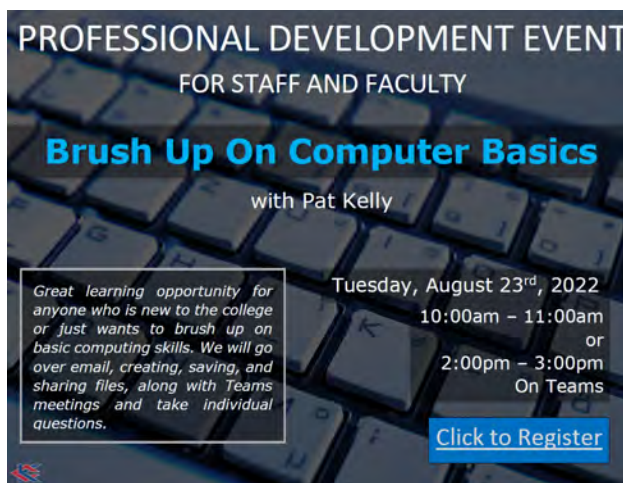 PROFESSIONAL DEVELOPMENT EVENT
FOR STAFF AND FACULTY
Brush Up On Computer Basics
with Pat Kelly
Great learning opportunity for
anyone who is new to the college
or just wants to brush up on
basic computing skills. We will go
over email, creating, saving, and
sharing files, along with Teams
meetings and take individual
questions.
Tuesday, August 23rd, 2022
10:00am – 11:00am
or
2:00pm – 3:00pm
On Teams
Click to Register